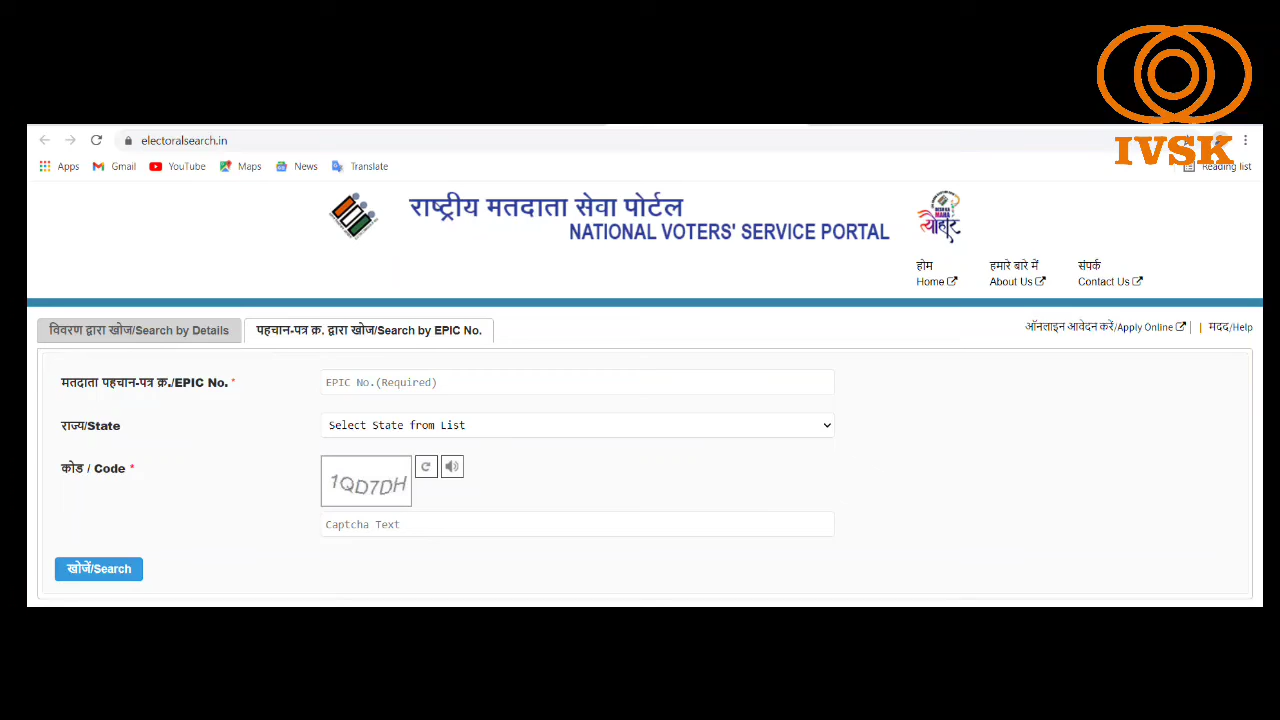 IVSK
electoralsearch.in
Apps Gmail YouTube Maps News Translate Reading list
राष्ट्रीय मतदाता सेवा पोर्टल
NATIONAL VOTERS' SERVICE PORTAL
होम हमारे बारे में संपर्क
Home About Us Contact Us
विवरण द्वारा खोज/Search by Details पहचान-पत्र क्र. द्वारा खोज/Search by EPIC No. ऑनलाइन आवेदन करें/Apply Online | | मदद/Help
मतदाता पहचान-पत्र क्र./EPIC No. * EPIC No.(Required)
राज्य/State Select State from List
कोड / Code * 1QD7DH
Captcha Text
खोजें/Search